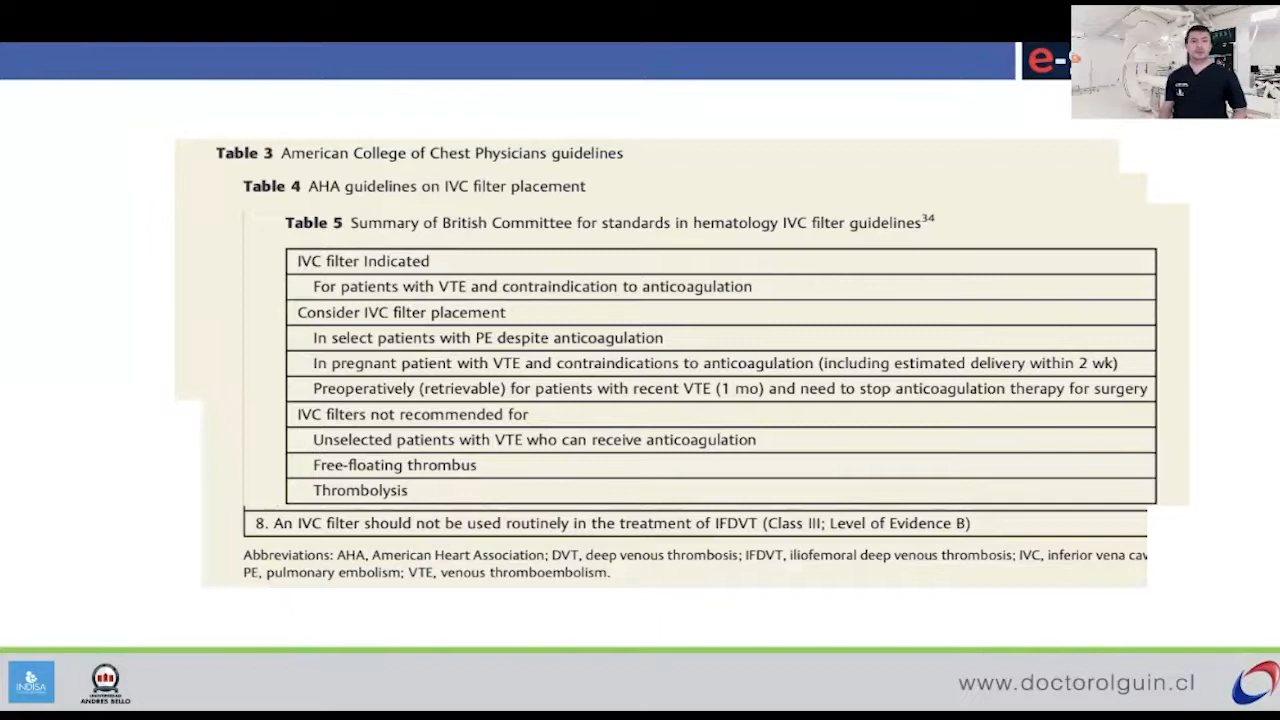 e-
Table 3 American College of Chest Physicians guidelines
Table 4 AHA guidelines on IVC filter placement
Table 5 Summary of British Committee for standards in hematology IVC filter guidelines34
IVC filter Indicated
For patients with VTE and contraindication to anticoagulation
Consider IVC filter placement
In select patients with PE despite anticoagulation
In pregnant patient with VTE and contraindications to anticoagulation (including estimated delivery within 2 wk)
Preoperatively (retrievable) for patients with recent VTE (1 mo) and need to stop anticoagulation therapy for surgery
IVC filters not recommended for
Unselected patients with VTE who can receive anticoagulation
Free-floating thrombus
Thrombolysis
8. An IVC filter should not be used routinely in the treatment of IFDVT (Class III; Level of Evidence B)
Abbreviations: AHA, American Heart Association; DVT, deep venous thrombosis; IFDVT, iliofemoral deep venous thrombosis; IVC, inferior vena cav
PE, pulmonary embolism; VTE, venous thromboembolism.
INDISA
UNIVERSIDAD
ANDRES BELLO
www.doctorolguin.cl